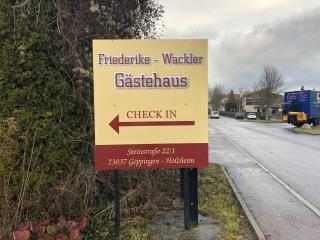 Friederike - Wackler
Gästehaus
CHECK IN
Steinstraße 22/1
73037 Göppingen - Holzheim